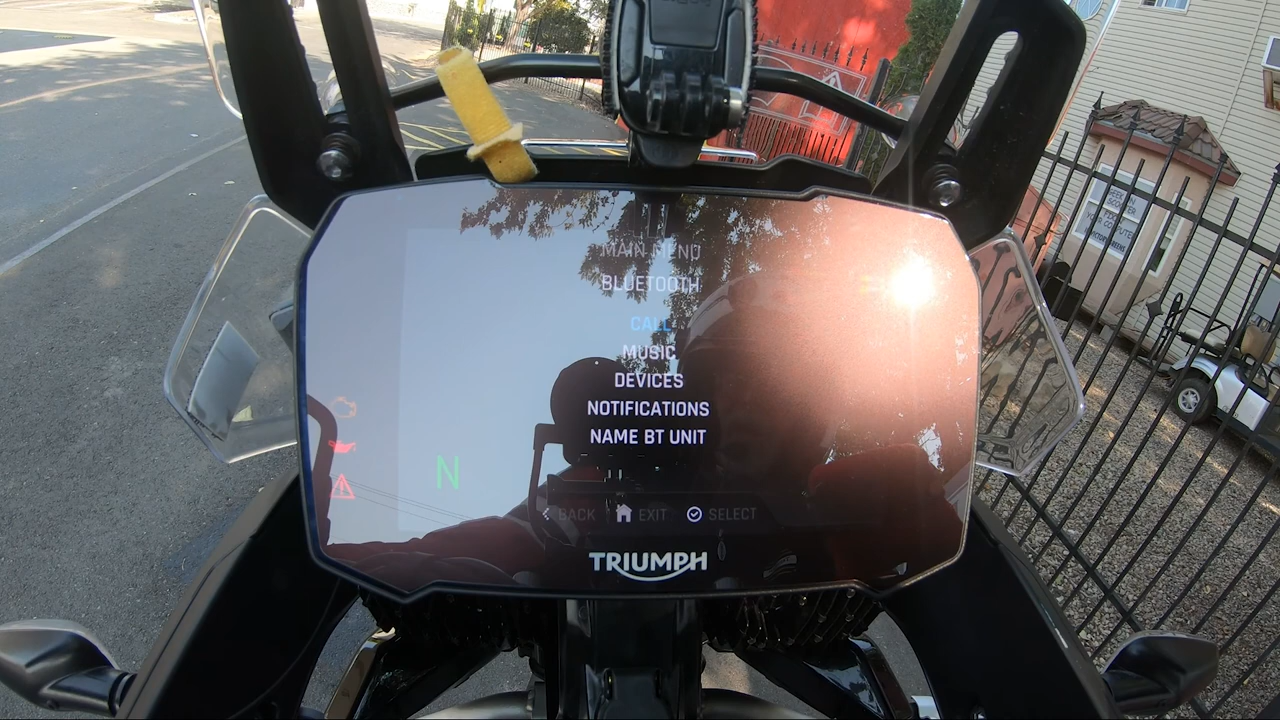 MAIN MENU
BLUETOOTH
CALL
MUSIC
DEVICES
NOTIFICATIONS
NAME BT UNIT
N
BACK EXIT SELECT
TRIUMPH